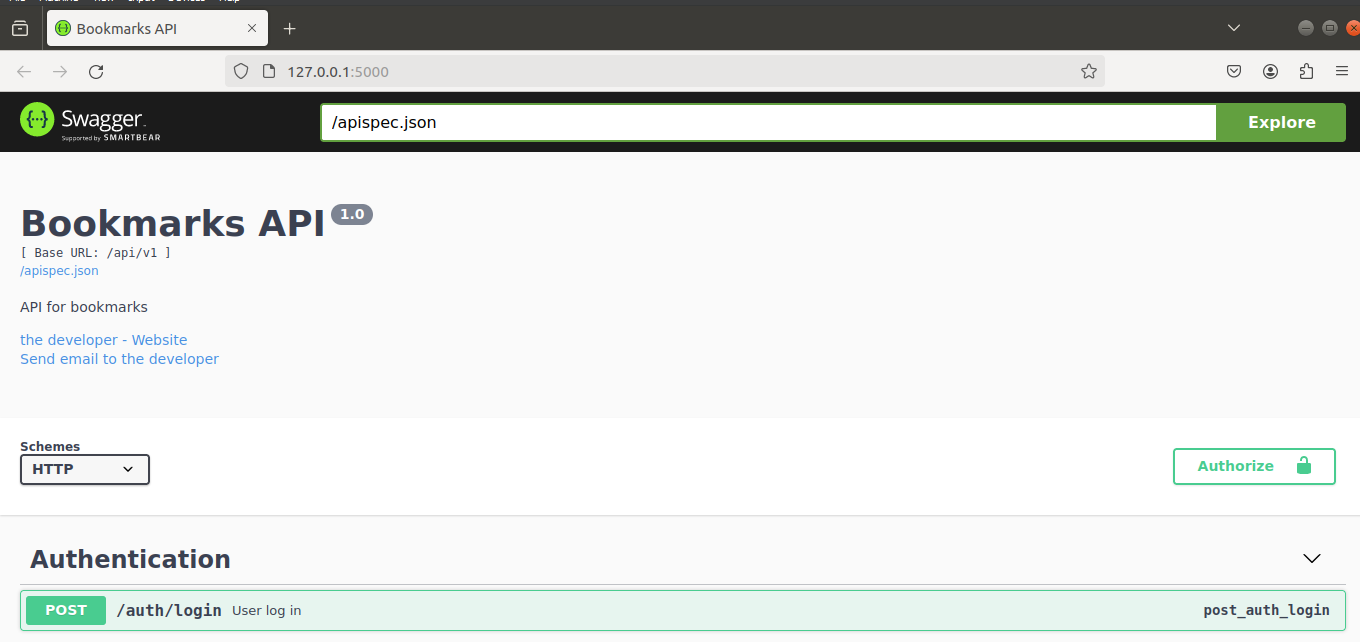 Bookmarks API
127.0.0.1:5000
Swagger
Supported by SMARTBEAR
/apispec.json
Explore
Bookmarks API 1.0
[ Base URL: /api/v1 ]
/apispec.json
API for bookmarks
the developer - Website
Send email to the developer
Schemes
HTTP
Authorize
Authentication
POST /auth/login User log in post_auth_login